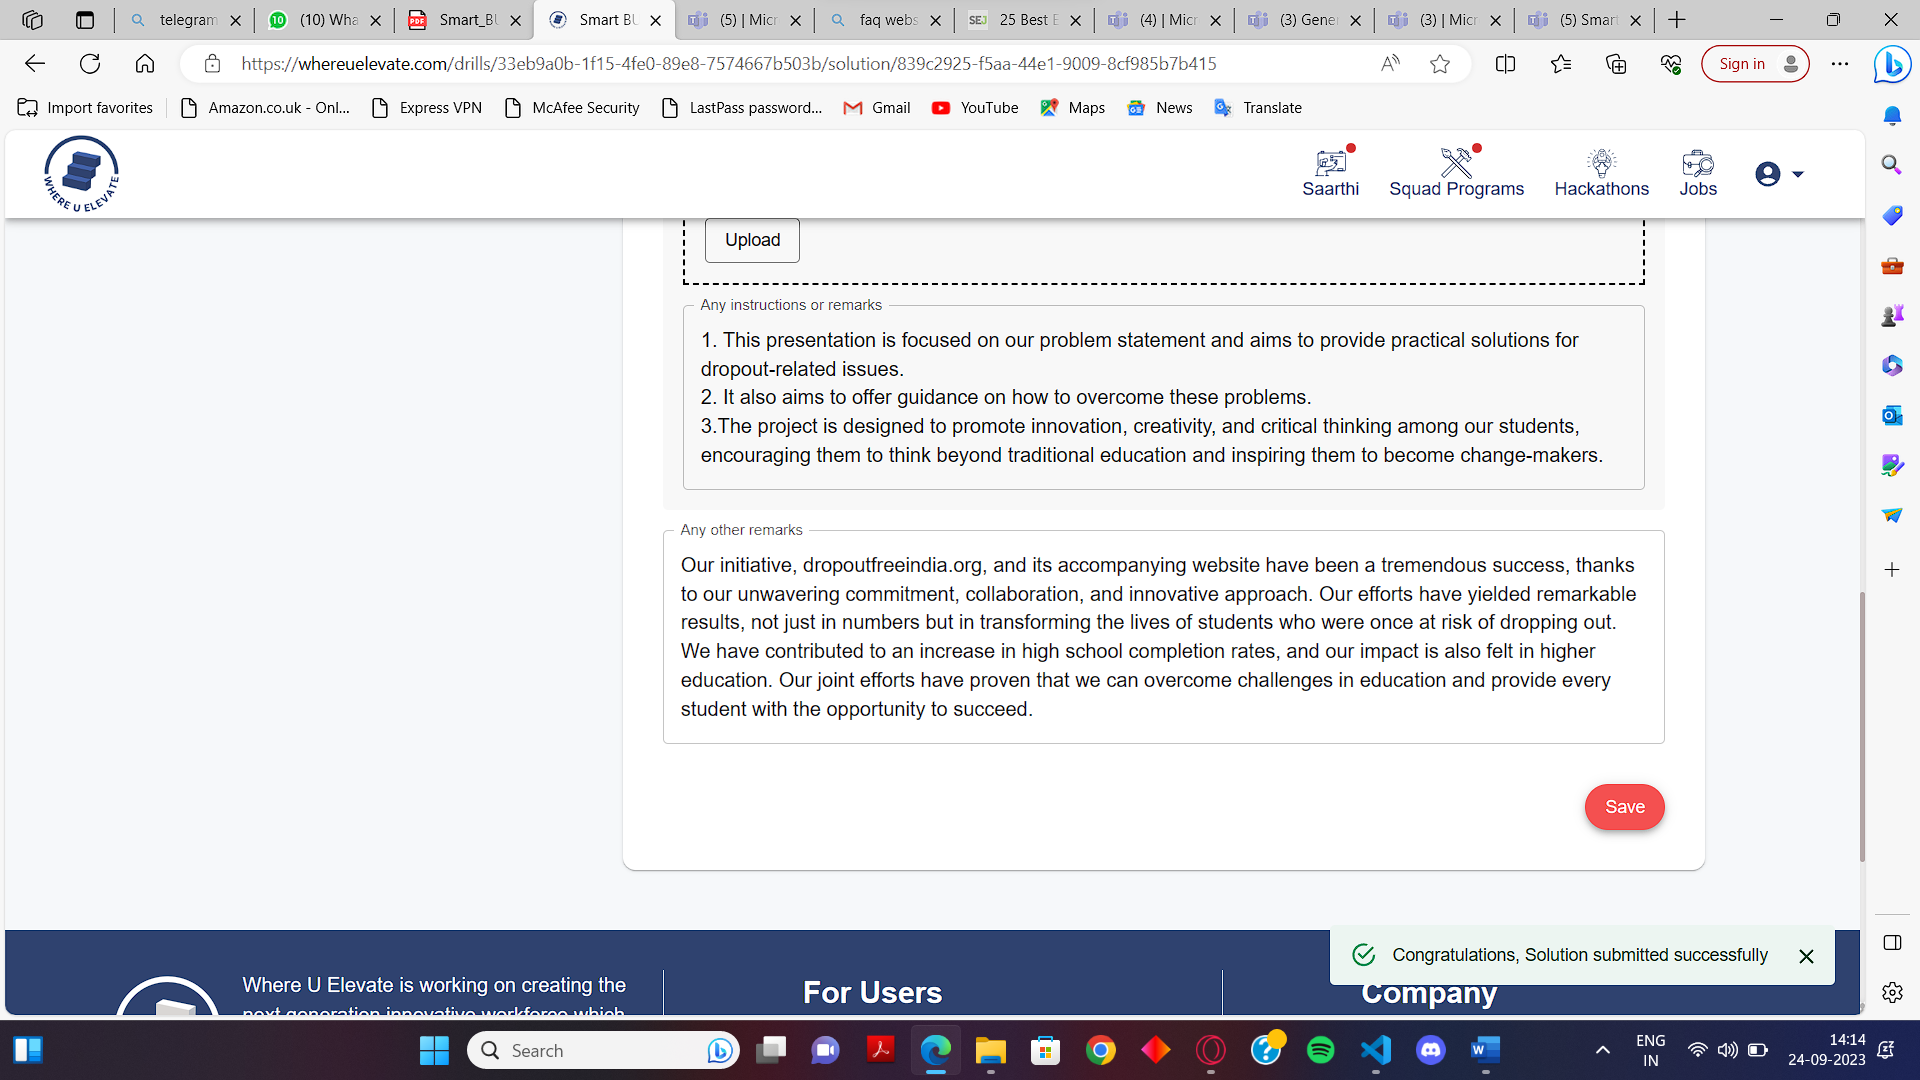 telegram
(10) Wha
Smart_BU
Smart BU
(5) | Micr
faq webs
25 Best E
(4) | Micr
(3) Gener
(3) | Micr
(5) Smart
https://whereuelevate.com/drills/33eb9a0b-1f15-4fe0-89e8-7574667b503b/solution/839c2925-f5aa-44e1-9009-8cf985b7b415
Sign in
Import favorites
Amazon.co.uk - Onl...
Express VPN
McAfee Security
LastPass password...
Gmail
YouTube
Maps
News
Translate
WHERE U ELEVATE
Saarthi
Squad Programs
Hackathons
Jobs
Upload
Any instructions or remarks
1. This presentation is focused on our problem statement and aims to provide practical solutions for
dropout-related issues.
2. It also aims to offer guidance on how to overcome these problems.
3.The project is designed to promote innovation, creativity, and critical thinking among our students,
encouraging them to think beyond traditional education and inspiring them to become change-makers.
Any other remarks
Our initiative, dropoutfreeindia.org, and its accompanying website have been a tremendous success, thanks
to our unwavering commitment, collaboration, and innovative approach. Our efforts have yielded remarkable
results, not just in numbers but in transforming the lives of students who were once at risk of dropping out.
We have contributed to an increase in high school completion rates, and our impact is also felt in higher
education. Our joint efforts have proven that we can overcome challenges in education and provide every
student with the opportunity to succeed.
Save
Congratulations, Solution submitted successfully
Where U Elevate is working on creating the
next generation innovative workforce which
For Users
Company
Search
ENG
IN
14:14
24-09-2023